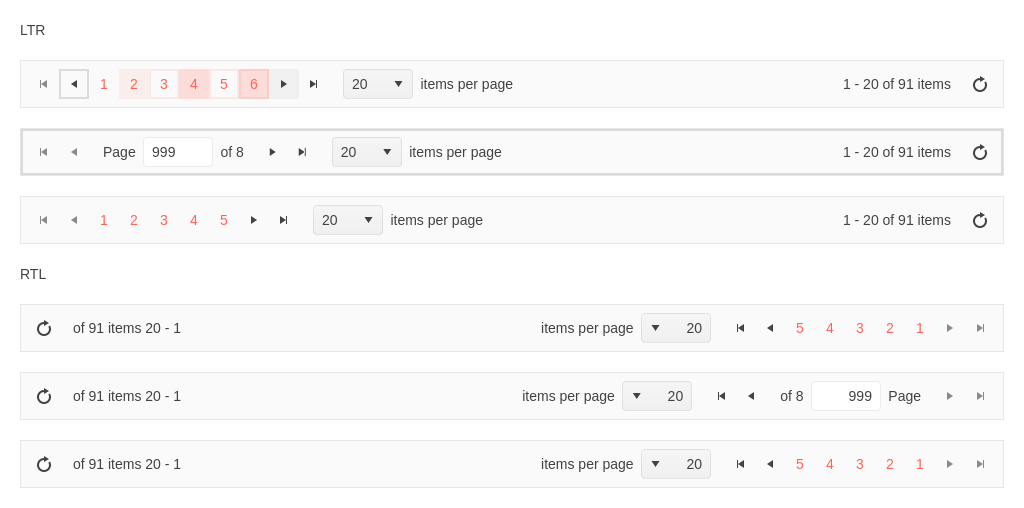 LTR
1 2 3 4 5 6 20 items per page 1 - 20 of 91 items
Page 999 of 8 20 items per page 1 - 20 of 91 items
1 2 3 4 5 20 items per page 1 - 20 of 91 items
RTL
of 91 items 20 - 1 items per page 20 5 4 3 2 1
of 91 items 20 - 1 items per page 20 of 8 999 Page
of 91 items 20 - 1 items per page 20 5 4 3 2 1